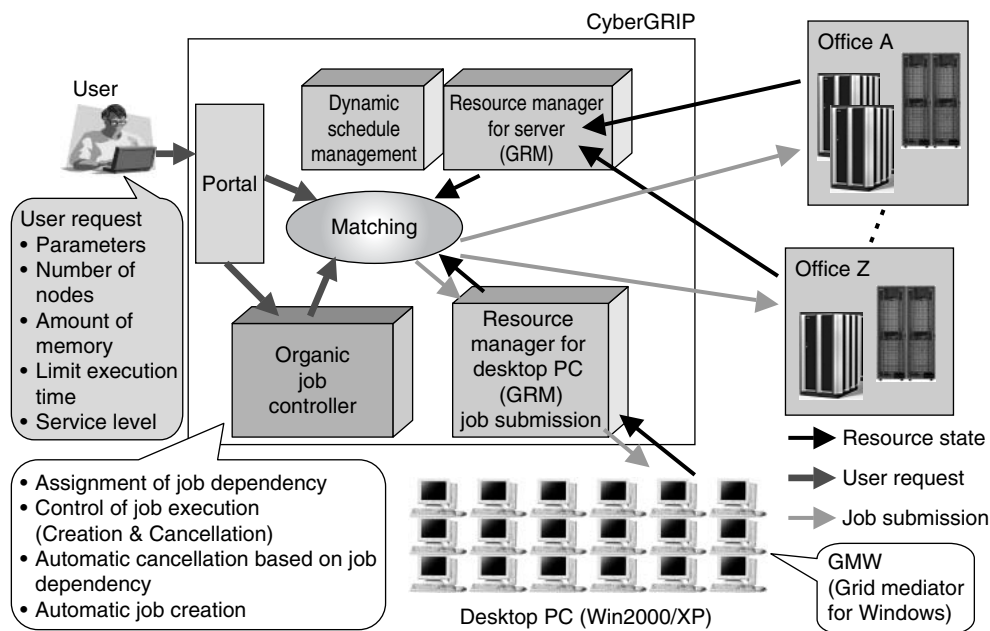 CyberGRIP
User
Dynamic
schedule
management
Resource manager
for server
(GRM)
Office A
Portal
Matching
User request
• Parameters
• Number of
nodes
• Amount of
memory
• Limit execution
time
• Service level
Office Z
Organic
job
controller
Resource
manager for
desktop PC
(GRM)
job submission
Resource state
User request
Job submission
• Assignment of job dependency
• Control of job execution
(Creation & Cancellation)
• Automatic cancellation based on job
dependency
• Automatic job creation
Desktop PC (Win2000/XP)
GMW
(Grid mediator
for Windows)